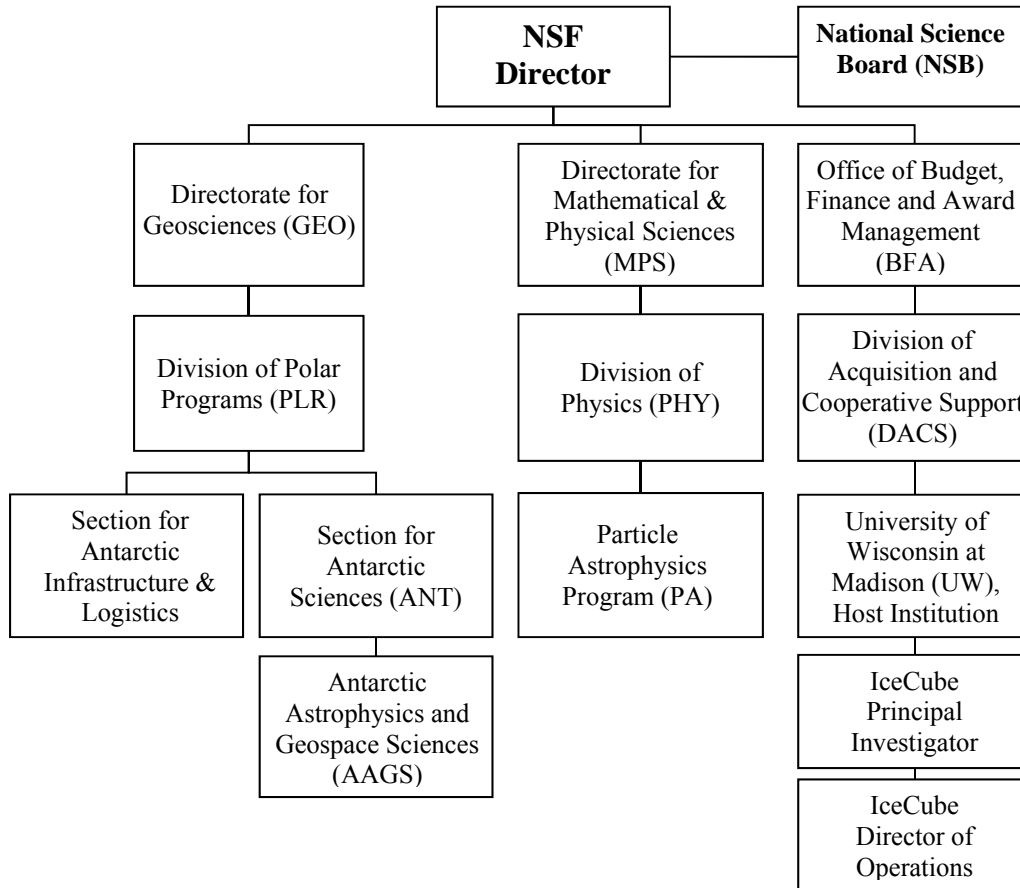 NSF
Director
National Science
Board (NSB)
Directorate for
Geosciences (GEO)
Directorate for
Mathematical &
Physical Sciences
(MPS)
Office of Budget,
Finance and Award
Management
(BFA)
Division of Polar
Programs (PLR)
Division of
Physics (PHY)
Division of
Acquisition and
Cooperative Support
(DACS)
Section for
Antarctic
Infrastructure &
Logistics
Section for
Antarctic
Sciences (ANT)
Particle
Astrophysics
Program (PA)
University of
Wisconsin at
Madison (UW),
Host Institution
Antarctic
Astrophysics and
Geospace Sciences
(AAGS)
IceCube
Principal
Investigator
IceCube
Director of
Operations